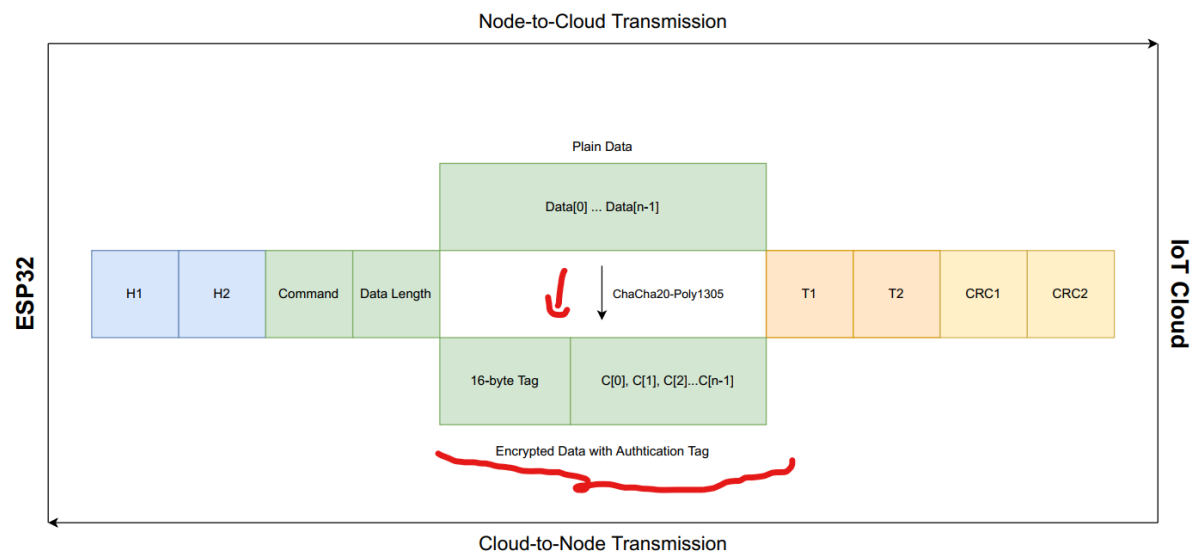 Node-to-Cloud Transmission
Plain Data
Data[0] ... Data[n-1]
ESP32
H1
H2
Command
Data Length
ChaCha20-Poly1305
T1
T2
CRC1
CRC2
IoT Cloud
16-byte Tag
C[0], C[1], C[2]...C[n-1]
Encrypted Data with Authtication Tag
Cloud-to-Node Transmission